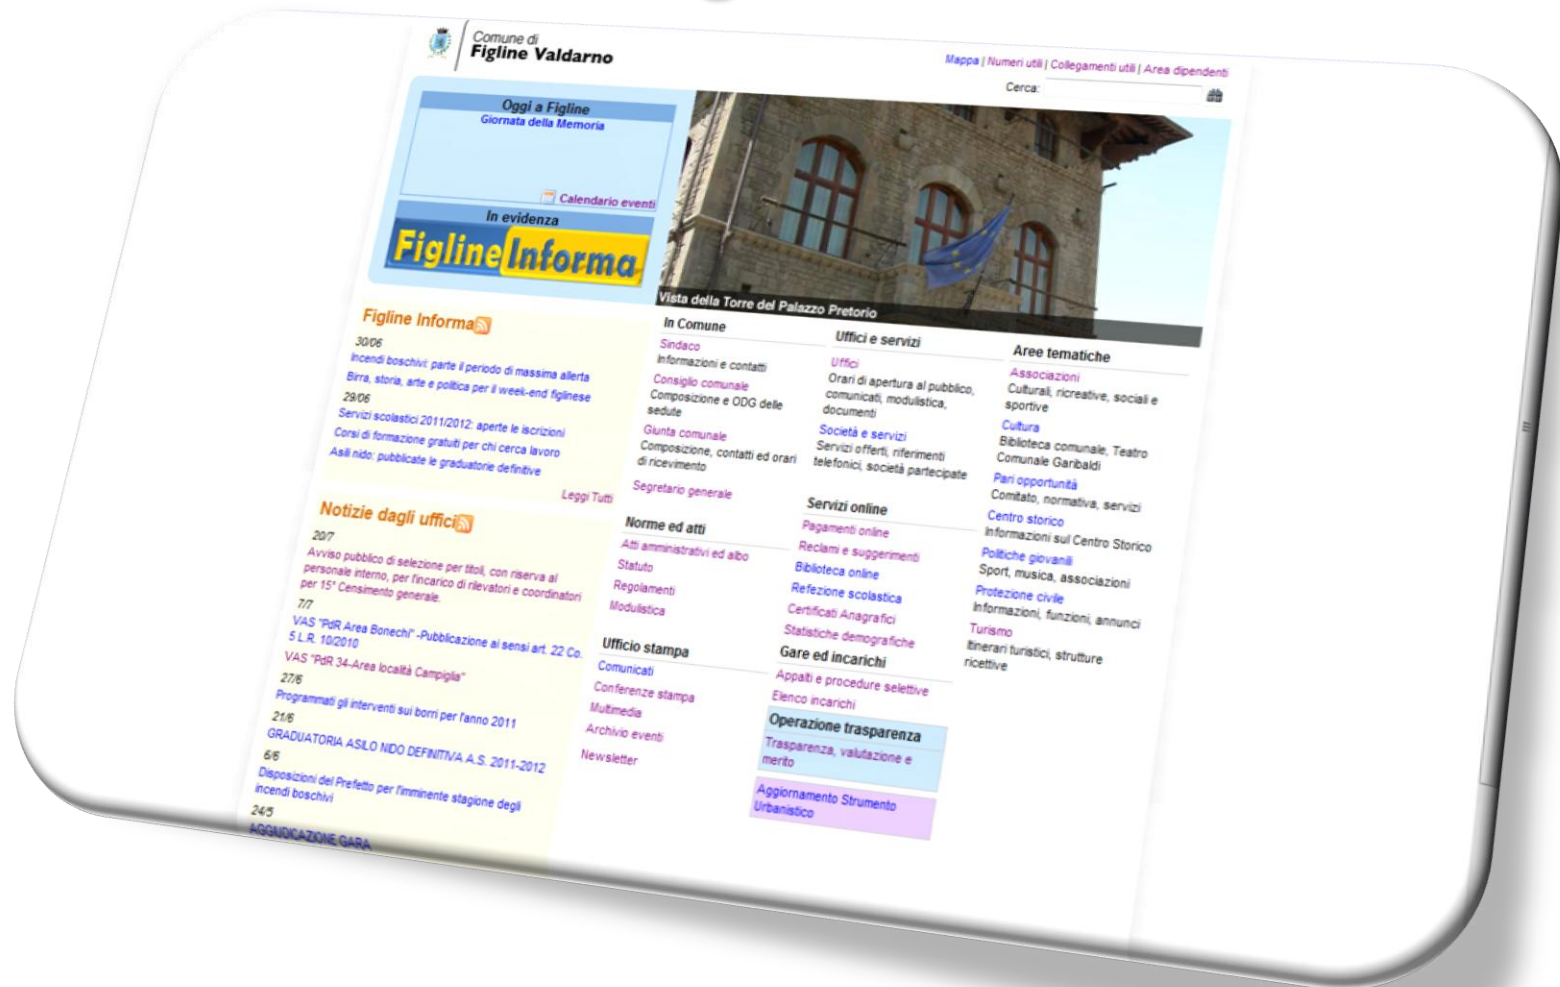 Comune di
Figline Valdarno
Mappa | Numeri utili | Collegamenti utili | Area dipendenti
Cerca:
Oggi a Figline
Giornata della Memoria
Calendario eventi
In evidenza
Figline Informa
Vista della Torre del Palazzo Pretorio
Figline Informa
30/06
Incendi boschivi: parte il periodo di massima allerta
Birra, storia, arte e politica per il week-end figlinese
29/06
Servizi scolastici 2011/2012: aperte le iscrizioni
Corsi di formazione gratuiti per chi cerca lavoro
Asili nido: pubblicate le graduatorie definitive
Leggi Tutti
Notizie dagli uffici
20/7
Avviso pubblico di selezione per titoli, con riserva al
personale interno, per l'incarico di rilevatori e coordinatori
per 15° Censimento generale.
7/7
VAS "PdR Area Bonechi" -Pubblicazione ai sensi art. 22 Co.
5 L.R. 10/2010
VAS "PdR 34-Area località Campiglia"
27/6
Programmati gli interventi sui borri per l'anno 2011
21/6
GRADUATORIA ASILO NIDO DEFINITIVA A.S. 2011-2012
6/6
Disposizioni del Prefetto per l'imminente stagione degli
incendi boschivi
24/5
AGGIUDICAZIONE GARA
In Comune
Sindaco
Informazioni e contatti
Consiglio comunale
Composizione e ODG delle
sedute
Giunta comunale
Composizione, contatti ed orari
di ricevimento
Segretario generale
Norme ed atti
Atti amministrativi ed albo
Statuto
Regolamenti
Modulistica
Ufficio stampa
Comunicati
Conferenze stampa
Multimedia
Archivio eventi
Newsletter
Uffici e servizi
Uffici
Orari di apertura al pubblico,
comunicati, modulistica,
documenti
Società e servizi
Servizi offerti, riferimenti
telefonici, società partecipate
Servizi online
Pagamenti online
Reclami e suggerimenti
Biblioteca online
Refezione scolastica
Certificati Anagrafici
Statistiche demografiche
Gare ed incarichi
Appalti e procedure selettive
Elenco incarichi
Operazione trasparenza
Trasparenza, valutazione e
merito
Aggiornamento Strumento
Urbanistico
Aree tematiche
Associazioni
Culturali, ricreative, sociali e
sportive
Cultura
Biblioteca comunale, Teatro
Comunale Garibaldi
Pari opportunità
Comitato, normativa, servizi
Centro storico
Informazioni sul Centro Storico
Politiche giovanili
Sport, musica, associazioni
Protezione civile
Informazioni, funzioni, annunci
Turismo
Itinerari turistici, strutture
ricettive